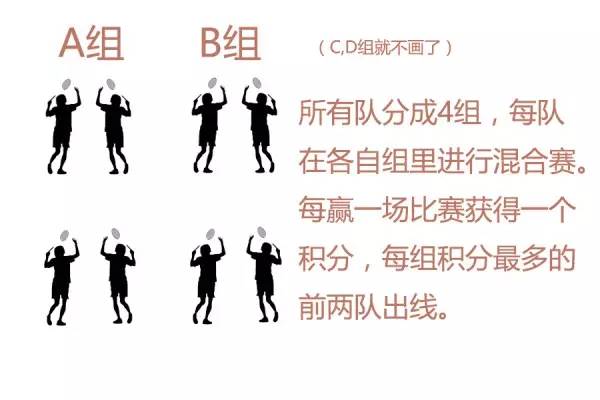 A组 B组 （C,D组就不画了）
所有队分成4组，每队
在各自组里进行混合赛。
每赢一场比赛获得一个
积分，每组积分最多的
前两队出线。